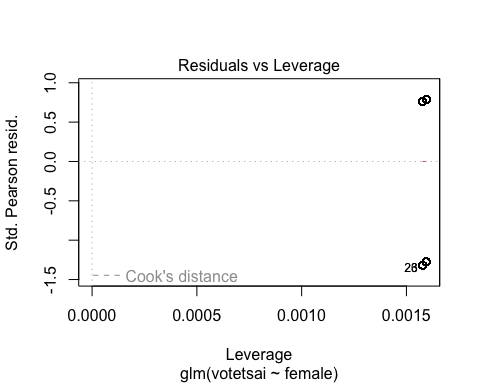 Residuals vs Leverage
Std. Pearson resid.
1.0
0.5
0.0
-0.5
-1.5
Cook's distance
0.0000
0.0005
0.0010
0.0015
Leverage
glm(votetsai ~ female)